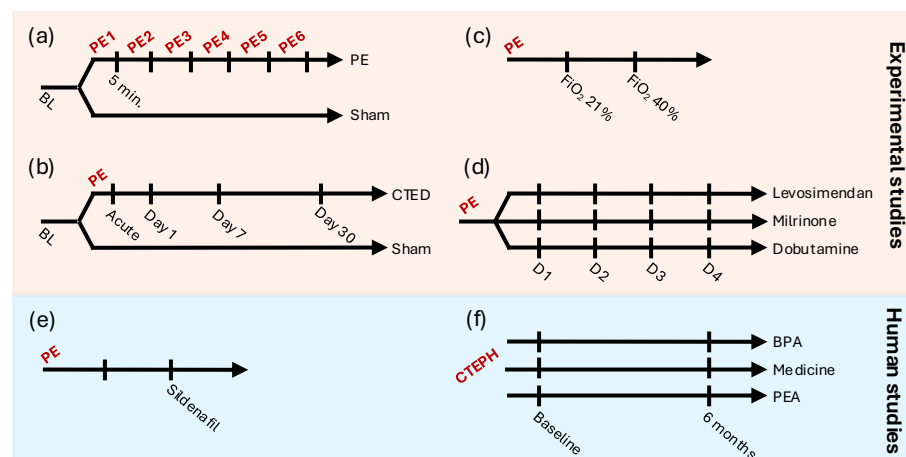 (a)
PE1 PE2 PE3 PE4 PE5 PE6
PE
BL
5 min.
Sham
(b)
PE
CTED
BL
Acute
Day 1
Day 7
Day 30
Sham
(c)
PE
FiO₂ 21%
FiO₂ 40%
(d)
PE
Levosimendan
Milrinone
Dobutamine
D1
D2
D3
D4
Experimental studies
(e)
PE
Sildenafil
(f)
CTEPH
BPA
Medicine
PEA
Baseline
6 months
Human studies